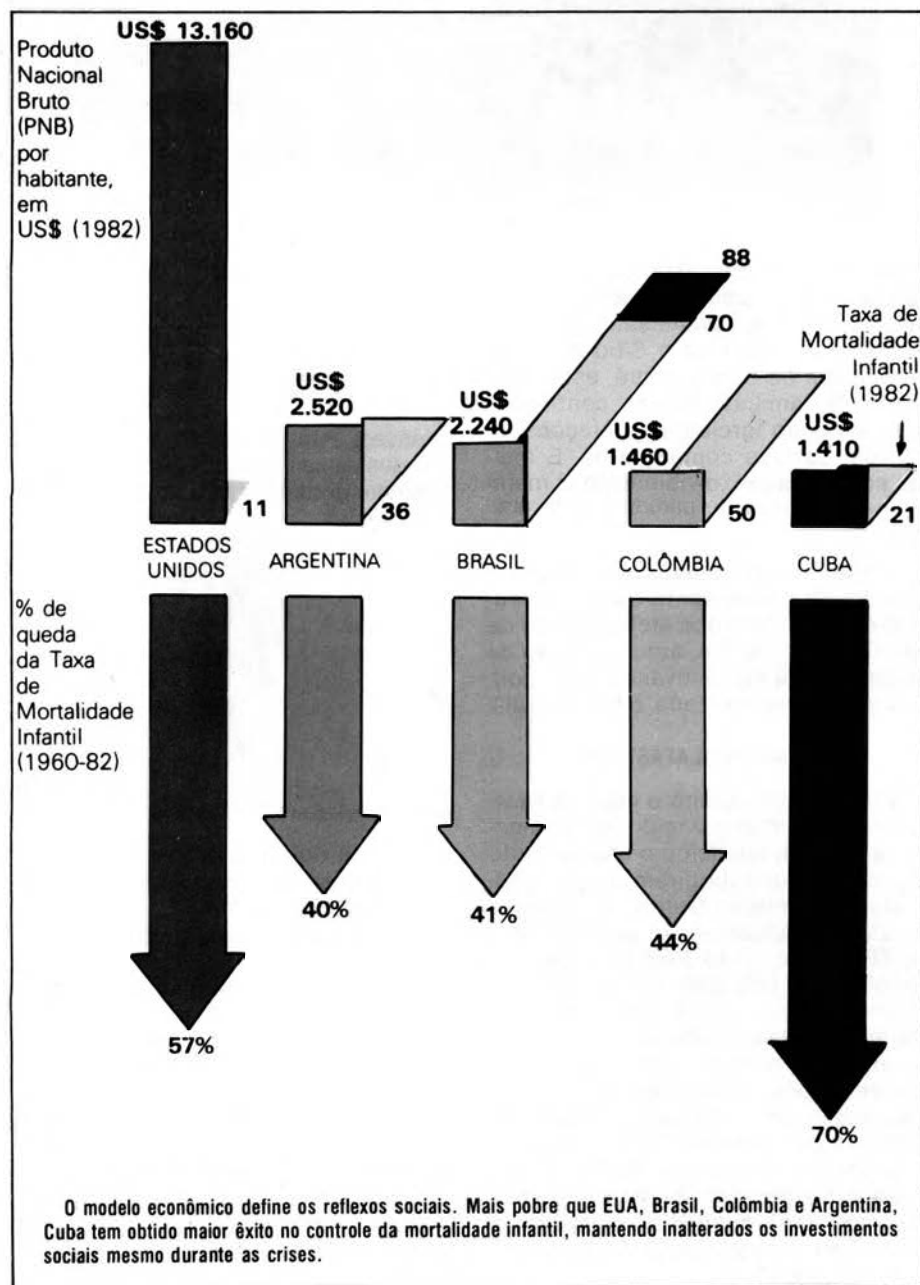 Produto
Nacional
Bruto
(PNB)
por
habitante,
em
US$ (1982)
US$ 13.160
11
US$
2.520
36
US$
2.240
88
70
US$
1.460
50
US$
1.410
21
Taxa de
Mortalidade
Infantil
(1982)
ESTADOS
UNIDOS
ARGENTINA
BRASIL
COLÔMBIA
CUBA
% de
queda
da Taxa
de
Mortalidade
Infantil
(1960-82)
57%
40%
41%
44%
70%
O modelo econômico define os reflexos sociais. Mais pobre que EUA, Brasil, Colômbia e Argentina,
Cuba tem obtido maior êxito no controle da mortalidade infantil, mantendo inalterados os investimentos
sociais mesmo durante as crises.